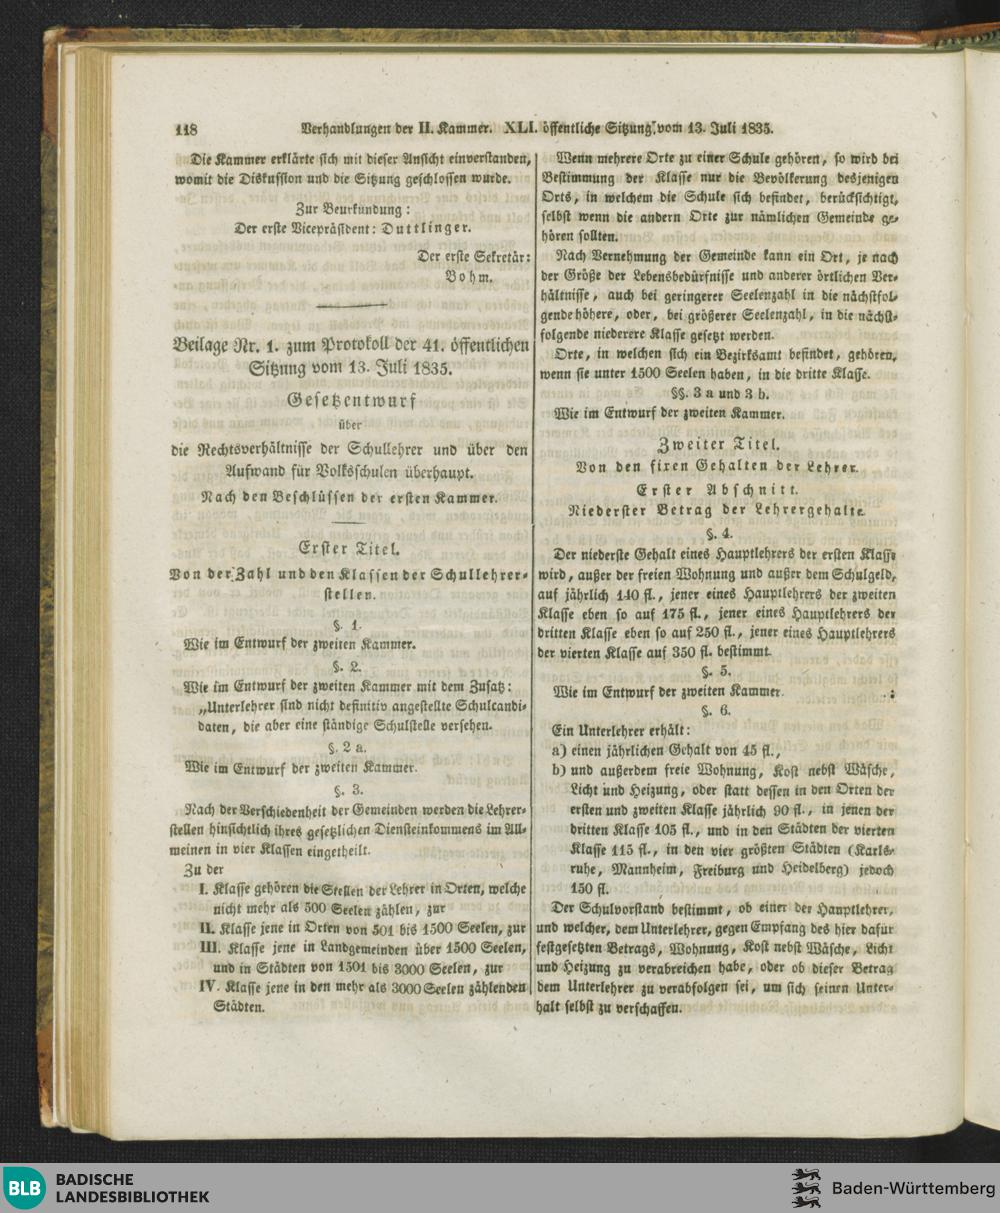 118 Verhandlungen der II. Kammer. XLI. öffentliche Sitzung vom 13. Juli 1835.
Die Kammer erklärte sich mit dieser Ansicht einverstanden,
womit die Diskussion und die Sitzung geschlossen wurde.
Zur Beurkundung:
Der erste Vicepräsident: Duttlinger.
Der erste Sekretär:
Bohm.
Beilage Nr. 1. zum Protokoll der 41. öffentlichen
Sitzung vom 13. Juli 1835.
Gesetzentwurf
über
die Rechtsverhältnisse der Schullehrer und über den
Aufwand für Volksschulen überhaupt.
Nach den Beschlüssen der ersten Kammer.
Erster Titel.
Von der Zahl und den Klassen der Schullehrer-
stellen.
§. 1.
Wie im Entwurf der zweiten Kammer.
§. 2.
Wie im Entwurf der zweiten Kammer mit dem Zusatz:
„Unterlehrer sind nicht definitiv angestellte Schulcandi-
daten, die aber eine ständige Schulstelle versehen.
§. 2 a.
Wie im Entwurf der zweiten Kammer.
§. 3.
Nach der Verschiedenheit der Gemeinden werden die Lehrer-
stellen hinsichtlich ihres gesetzlichen Diensteinkommens im All-
meinen in vier Klassen eingetheilt.
Zu der
I. Klasse gehören die Stellen der Lehrer in Orten, welche
nicht mehr als 500 Seelen zählen, zur
II. Klasse jene in Orten von 501 bis 1500 Seelen, zur
III. Klasse jene in Landgemeinden über 1500 Seelen,
und in Städten von 1501 bis 3000 Seelen, zur
IV. Klasse jene in den mehr als 3000 Seelen zählenden
Städten.
Wenn mehrere Orte zu einer Schule gehören, so wird bei
Bestimmung der Klasse nur die Bevölkerung desjenigen
Orts, in welchem die Schule sich befindet, berücksichtigt,
selbst wenn die andern Orte zur nämlichen Gemeinde ge-
hören sollten.
Nach Vernehmung der Gemeinde kann ein Ort, je nach
der Größe der Lebensbedürfnisse und anderer örtlichen Ver-
hältnisse, auch bei geringerer Seelenzahl in die nächstfol-
gende höhere, oder, bei größerer Seelenzahl, in die nächst-
folgende niederere Klasse gesetzt werden.
Orte, in welchen sich ein Bezirksamt befindet, gehören,
wenn sie unter 1500 Seelen haben, in die dritte Klasse.
§§. 3 a und 3 b.
Wie im Entwurf der zweiten Kammer.
Zweiter Titel.
Von den fixen Gehalten der Lehrer.
Erster Abschnitt.
Niederster Betrag der Lehrergehalte.
§. 4.
Der niederste Gehalt eines Hauptlehrers der ersten Klasse
wird, außer der freien Wohnung und außer dem Schulgeld,
auf jährlich 140 fl., jener eines Hauptlehrers der zweiten
Klasse eben so auf 175 fl., jener eines Hauptlehrers der
dritten Klasse eben so auf 250 fl., jener eines Hauptlehrers
der vierten Klasse auf 350 fl. bestimmt.
§. 5.
Wie im Entwurf der zweiten Kammer.
§. 6.
Ein Unterlehrer erhält:
a) einen jährlichen Gehalt von 45 fl.,
b) und außerdem freie Wohnung, Kost nebst Wäsche,
Licht und Heizung, oder statt dessen in den Orten der
ersten und zweiten Klasse jährlich 90 fl., in jenen der
dritten Klasse 105 fl., und in den Städten der vierten
Klasse 115 fl., in den vier größten Städten (Karls-
ruhe, Mannheim, Freiburg und Heidelberg) jedoch
150 fl.
Der Schulvorstand bestimmt, ob einer der Hauptlehrer,
und welcher, dem Unterlehrer, gegen Empfang des hier dafür
festgesetzten Betrags, Wohnung, Kost nebst Wäsche, Licht
und Heizung zu verabreichen habe, oder ob dieser Betrag
dem Unterlehrer zu verabfolgen sei, um sich seinen Unter-
halt selbst zu verschaffen.
BLB BADISCHE
LANDESBIBLIOTHEK
Baden-Württemberg